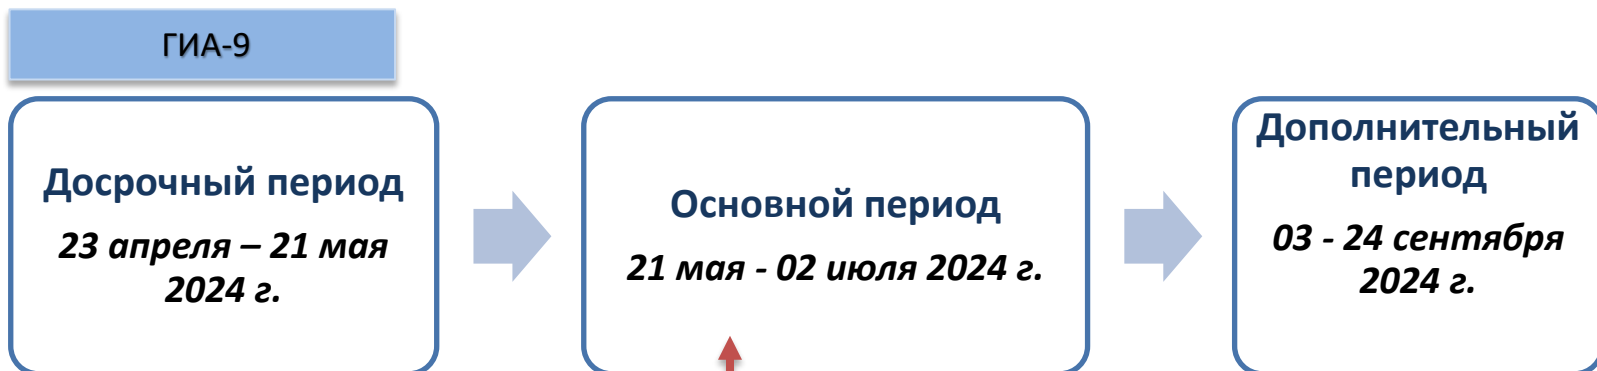 ГИА-9
Досрочный период
23 апреля – 21 мая
2024 г.
Основной период
21 мая - 02 июля 2024 г.
Дополнительный
период
03 - 24 сентября
2024 г.